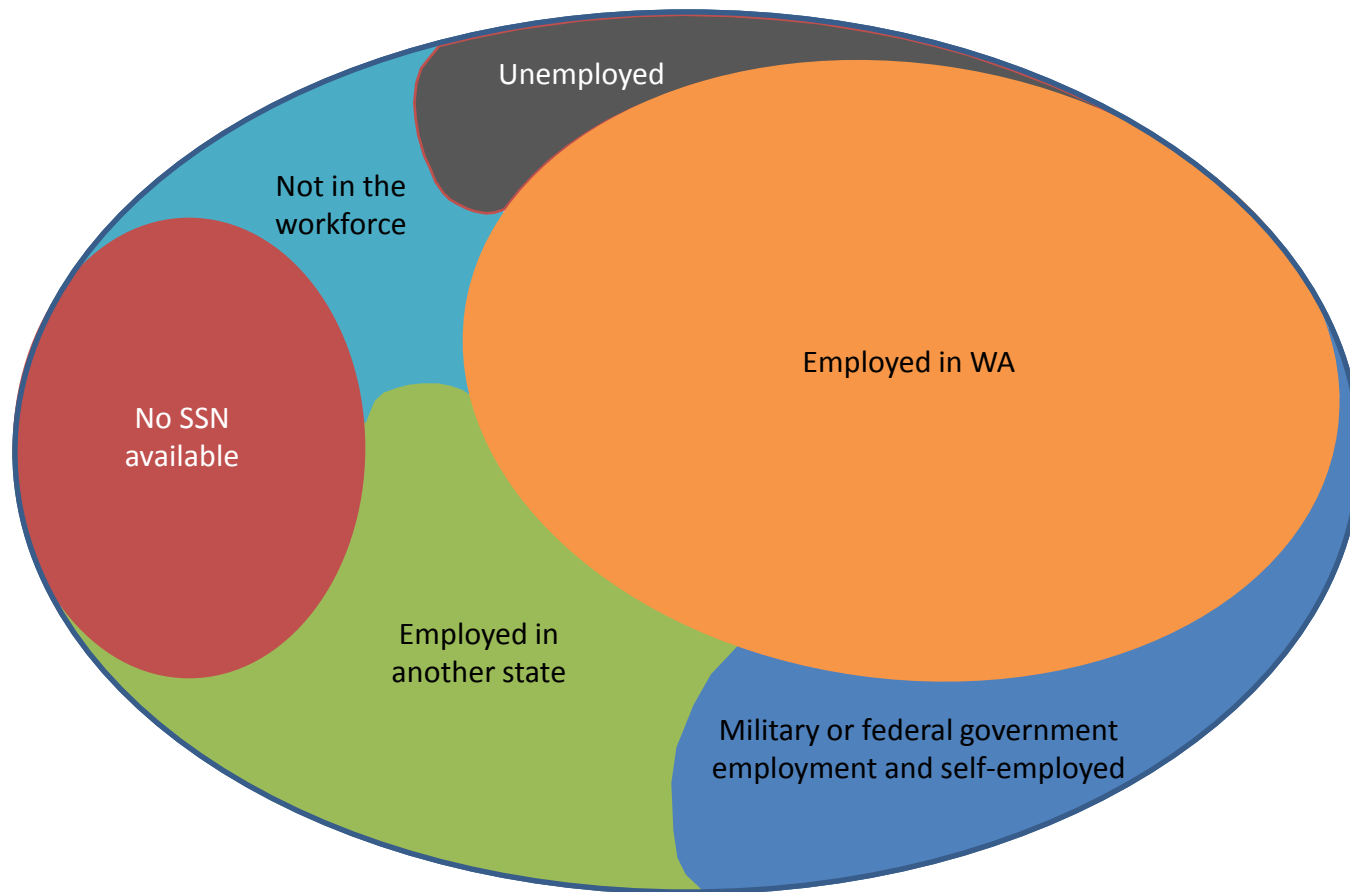 Unemployed
Not in the
workforce
Employed in WA
No SSN
available
Employed in
another state
Military or federal government
employment and self-employed